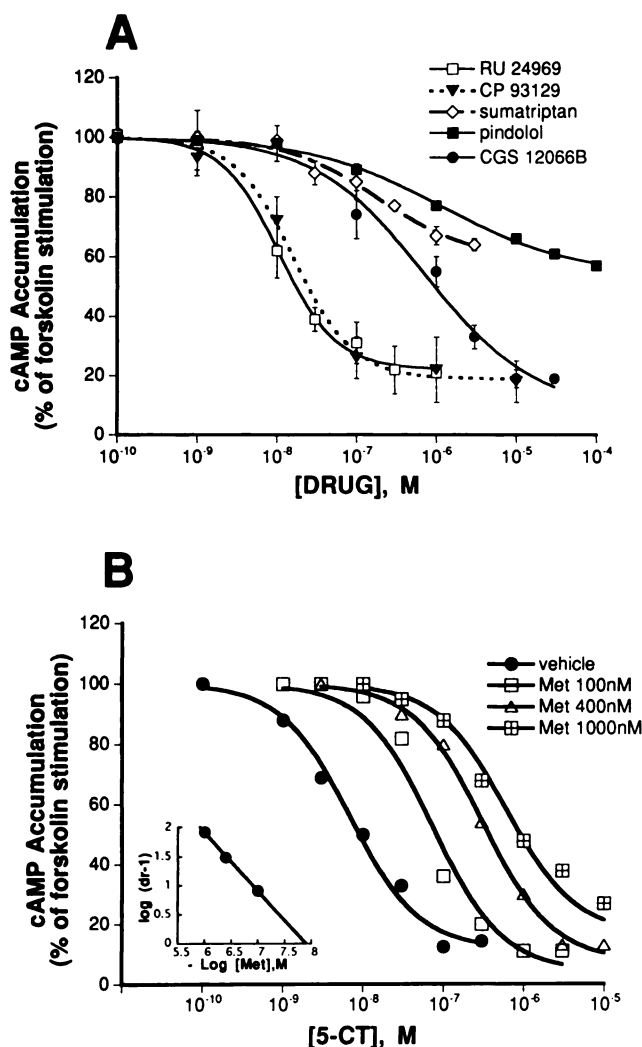 A
RU 24969
CP 93129
sumatriptan
pindolol
CGS 12066B
120
100
80
60
40
20
0
cAMP Accumulation
(% of forskolin stimulation)
10-10 10-9 10-8 10-7 10-6 10-5 10-4
[DRUG], M
B
vehicle
Met 100nM
Met 400nM
Met 1000nM
120
100
80
60
40
20
0
cAMP Accumulation
(% of forskolin stimulation)
2
1.5
1
0.5
0
log (dr-1)
5.5 6 6.5 7 7.5 8
- Log [Met],M
10-10 10-9 10-8 10-7 10-6 10-5
[5-CT], M